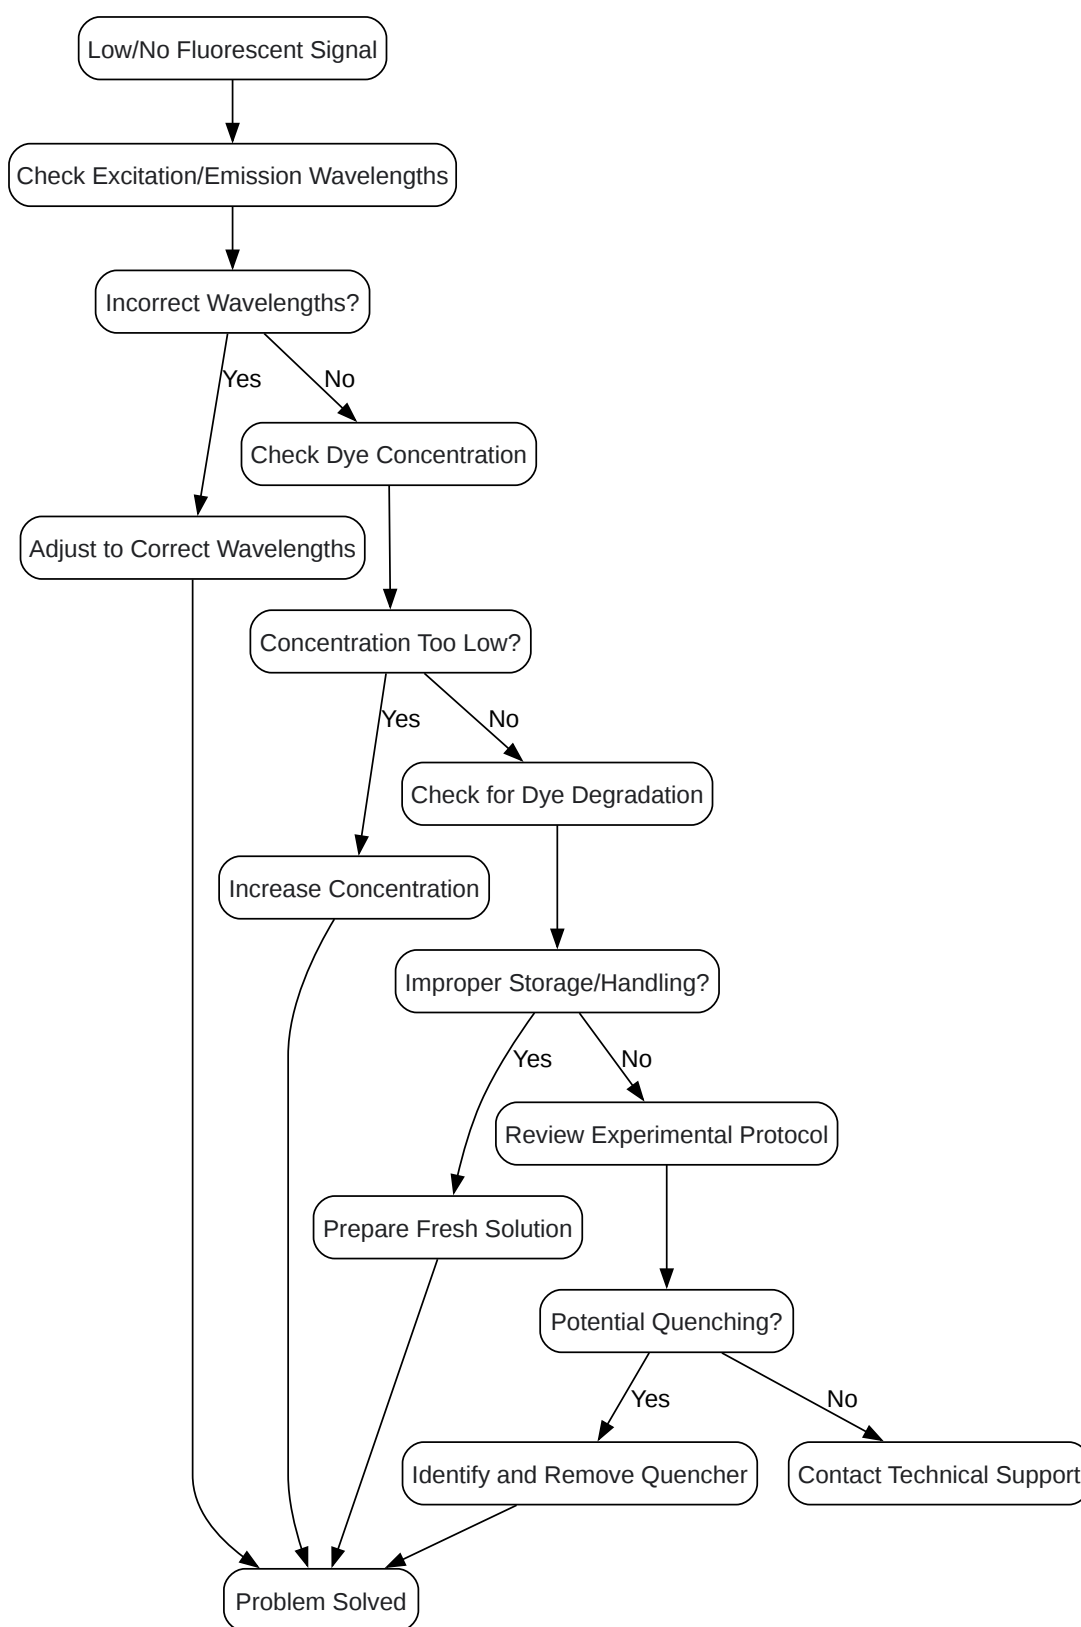 Low/No Fluorescent Signal
Check Excitation/Emission Wavelengths
Incorrect Wavelengths?
Yes
No
Check Dye Concentration
Adjust to Correct Wavelengths
Concentration Too Low?
Yes
No
Check for Dye Degradation
Increase Concentration
Improper Storage/Handling?
Yes
No
Review Experimental Protocol
Prepare Fresh Solution
Potential Quenching?
Yes
No
Identify and Remove Quencher
Contact Technical Support
Problem Solved